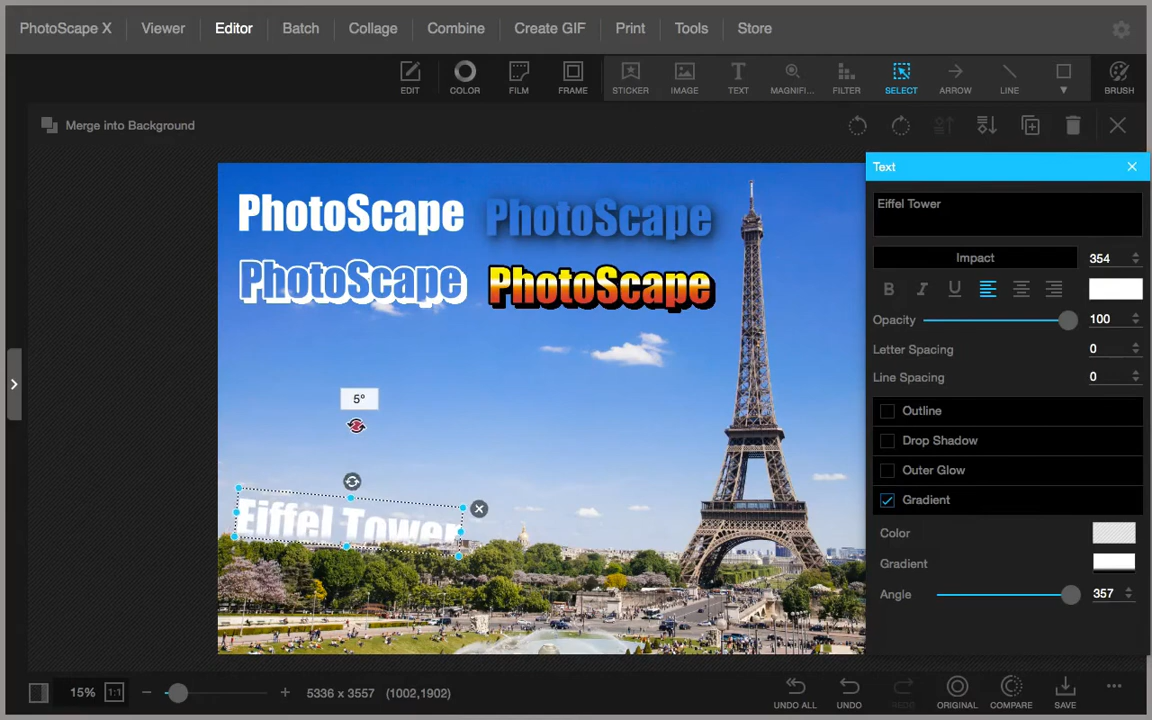 PhotoScape X Viewer Editor Batch Collage Combine Create GIF Print Tools Store
EDIT COLOR FILM FRAME STICKER IMAGE TEXT MAGNIFI... FILTER SELECT ARROW LINE BRUSH
Merge into Background
Text
PhotoScape PhotoScape
Eiffel Tower
PhotoScape PhotoScape
Impact 354
B I U
Opacity 100
Letter Spacing 0
Line Spacing 0
5º
Outline
Drop Shadow
Outer Glow
Gradient
Eiffel Tower
Color
Gradient
Angle 357
15% 1:1 5336 x 3557 (1002,1902)
UNDO ALL UNDO REDO ORIGINAL COMPARE SAVE